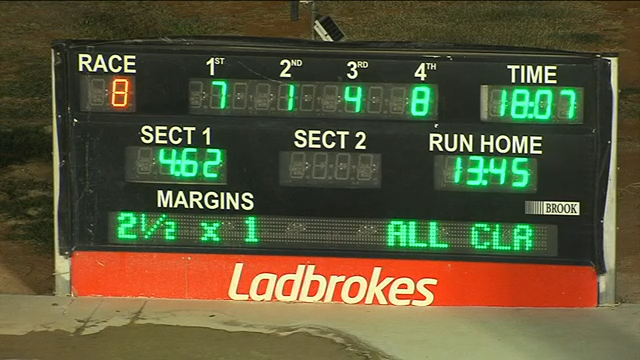 RACE 1ST 2ND 3RD 4TH TIME
8 7 1 4 8 18:07
SECT 1 SECT 2 RUN HOME
4.62 13:45
MARGINS
BROOK
2½ x 1 ALL CLR
Ladbrokes